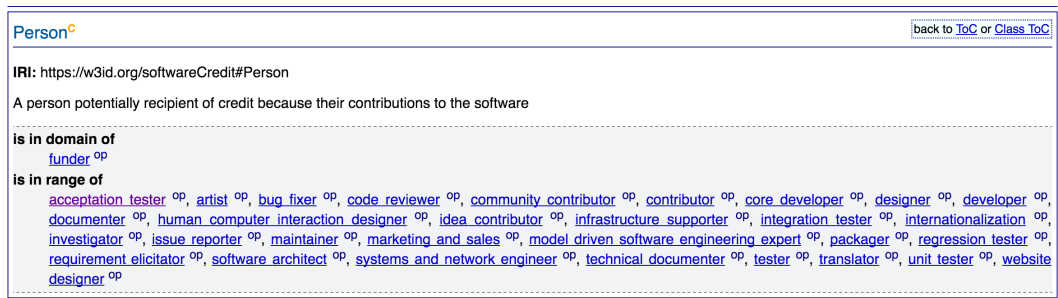 Person c back to ToC or Class ToC
IRI: https://w3id.org/softwareCredit#Person
A person potentially recipient of credit because their contributions to the software
is in domain of
funder op
is in range of
acceptation tester op, artist op, bug fixer op, code reviewer op, community contributor op, contributor op, core developer op, designer op, developer op,
documenter op, human computer interaction designer op, idea contributor op, infrastructure supporter op, integration tester op, internationalization op,
investigator op, issue reporter op, maintainer op, marketing and sales op, model driven software engineering expert op, packager op, regression tester op,
requirement elicitator op, software architect op, systems and network engineer op, technical documenter op, tester op, translator op, unit tester op, website
designer op